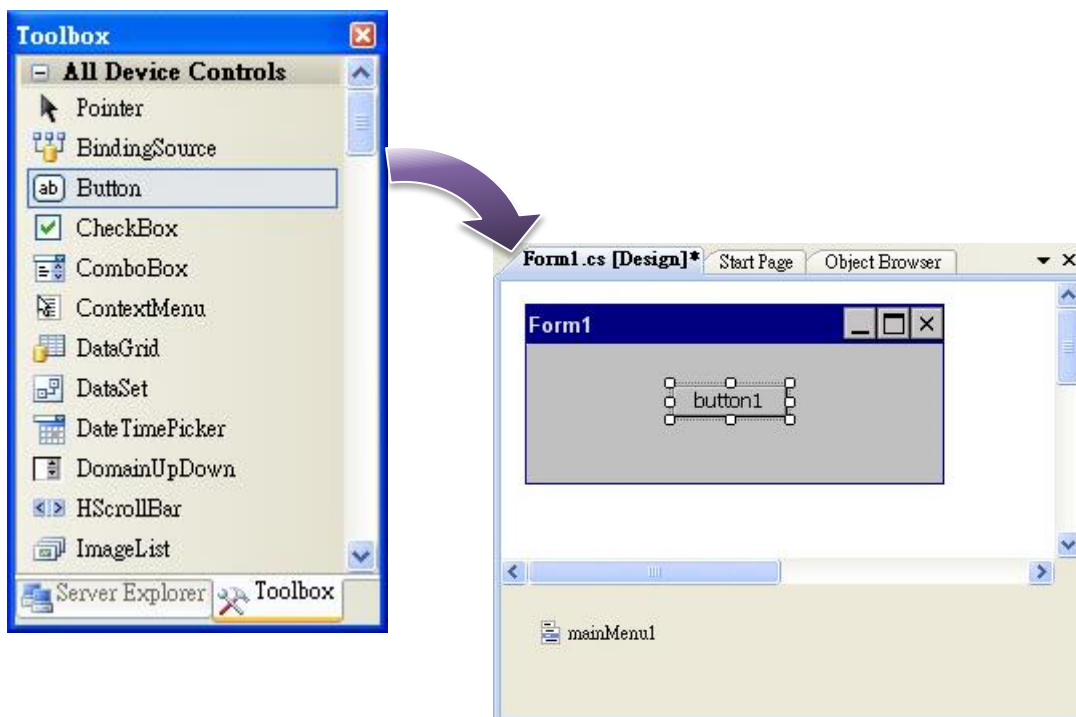 Toolbox
All Device Controls
Pointer
BindingSource
ab Button
CheckBox
ComboBox
ContextMenu
DataGrid
DataSet
DateTimePicker
DomainUpDown
HScrollBar
ImageList
Server Explorer Toolbox
Form1.cs [Design]* Start Page Object Browser
Form1
button1
mainMenu1